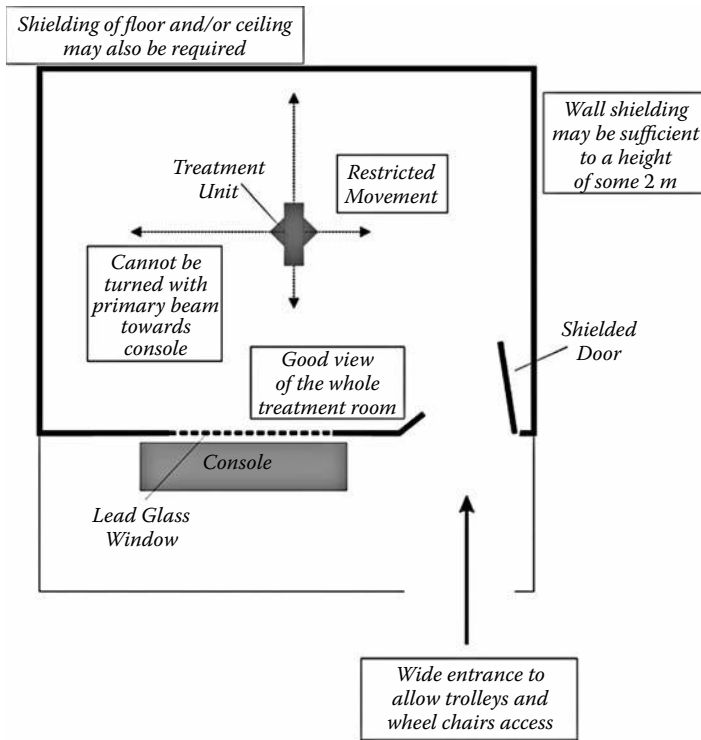 Shielding of floor and/or ceiling
may also be required
Wall shielding
may be sufficient
to a height
of some 2 m
Treatment
Unit
Restricted
Movement
Cannot be
turned with
primary beam
towards
console
Good view
of the whole
treatment room
Shielded
Door
Console
Lead Glass
Window
Wide entrance to
allow trolleys and
wheel chairs access